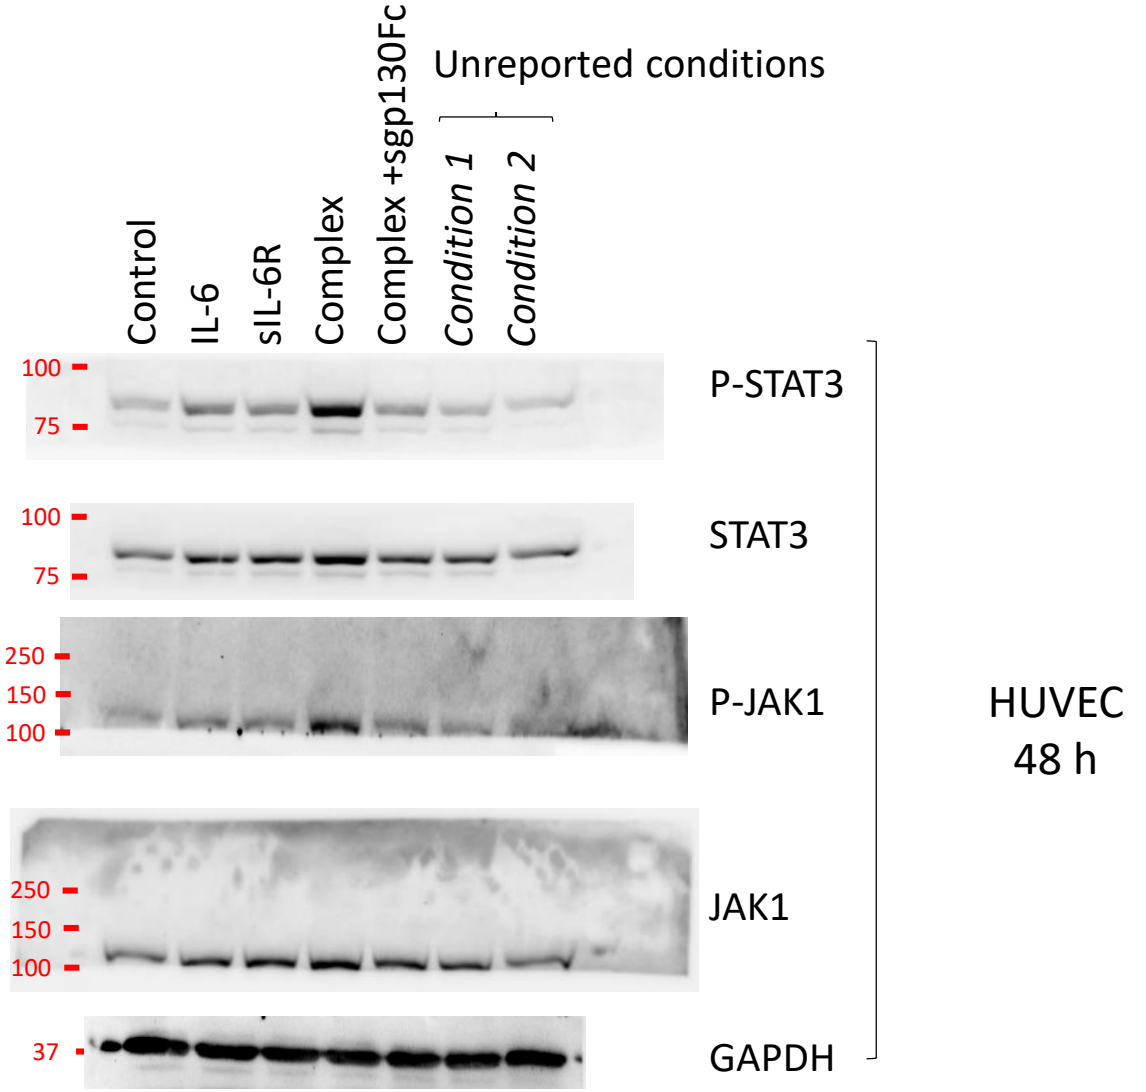 Unreported conditions
Control
IL-6
sIL-6R
Complex
Complex +sgp130Fc
Condition 1
Condition 2
100
75
P-STAT3
100
75
STAT3
250
150
100
P-JAK1
HUVEC
48 h
250
150
100
JAK1
37
GAPDH